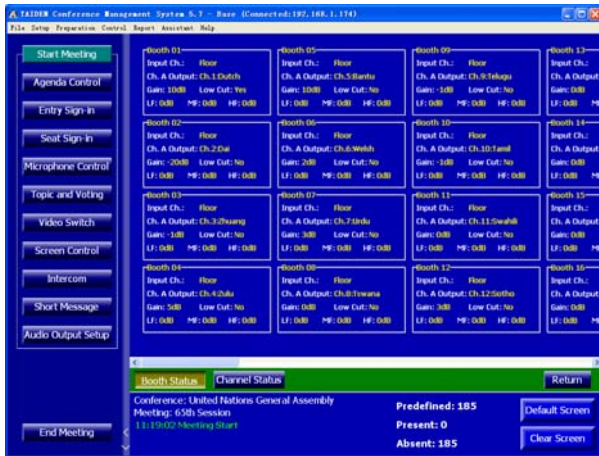 TAIDEN Conference Management System 5.7 - Base (Connected:192.168.1.174)
File Setup Preparation Control Report Assistant Help
Start Meeting
Agenda Control
Entry Sign-in
Seat Sign-in
Microphone Control
Topic and Voting
Video Switch
Screen Control
Intercom
Short Message
Audio Output Setup
End Meeting
Booth 01
Input Ch.: Floor
Ch. A Output: Ch.1:Dutch
Gain: 10dB Low Cut: Yes
LF: 0dB MF: 0dB HF: 0dB
Booth 05
Input Ch.: Floor
Ch. A Output: Ch.5:Bantu
Gain: 10dB Low Cut: No
LF: 0dB MF: 0dB HF: 0dB
Booth 09
Input Ch.: Floor
Ch. A Output: Ch.9:Telugu
Gain: -1dB Low Cut: No
LF: 0dB MF: 0dB HF: 0dB
Booth 13
Input Ch.:
Ch. A Output
Gain: 0dB
LF: 0dB M
Booth 02
Input Ch.: Floor
Ch. A Output: Ch.2:Dai
Gain: -20dB Low Cut: No
LF: 0dB MF: 0dB HF: 0dB
Booth 06
Input Ch.: Floor
Ch. A Output: Ch.6:Welsh
Gain: 2dB Low Cut: No
LF: 0dB MF: 0dB HF: 0dB
Booth 10
Input Ch.: Floor
Ch. A Output: Ch.10:Tamil
Gain: -1dB Low Cut: No
LF: 0dB MF: 0dB HF: 0dB
Booth 14
Input Ch.:
Ch. A Output
Gain: 0dB
LF: 0dB M
Booth 03
Input Ch.: Floor
Ch. A Output: Ch.3:Zhuang
Gain: -1dB Low Cut: No
LF: 0dB MF: 0dB HF: 0dB
Booth 07
Input Ch.: Floor
Ch. A Output: Ch.7:Urdu
Gain: 3dB Low Cut: No
LF: 0dB MF: 0dB HF: 0dB
Booth 11
Input Ch.: Floor
Ch. A Output: Ch.11:Swahili
Gain: 0dB Low Cut: No
LF: 0dB MF: 0dB HF: 0dB
Booth 15
Input Ch.:
Ch. A Output
Gain: 0dB
LF: 0dB M
Booth 04
Input Ch.: Floor
Ch. A Output: Ch.4:Zulu
Gain: 5dB Low Cut: No
LF: 0dB MF: 0dB HF: 0dB
Booth 08
Input Ch.: Floor
Ch. A Output: Ch.8:Tswana
Gain: 0dB Low Cut: No
LF: 0dB MF: 0dB HF: 0dB
Booth 12
Input Ch.: Floor
Ch. A Output: Ch.12:Sotho
Gain: 3dB Low Cut: No
LF: 0dB MF: 0dB HF: 0dB
Booth 16
Input Ch.:
Ch. A Output
Gain: 0dB
LF: 0dB M
Booth Status Channel Status Return
Conference: United Nations General Assembly
Meeting: 65th Session
11:19:02 Meeting Start
Predefined: 185
Present: 0
Absent: 185
Default Screen
Clear Screen